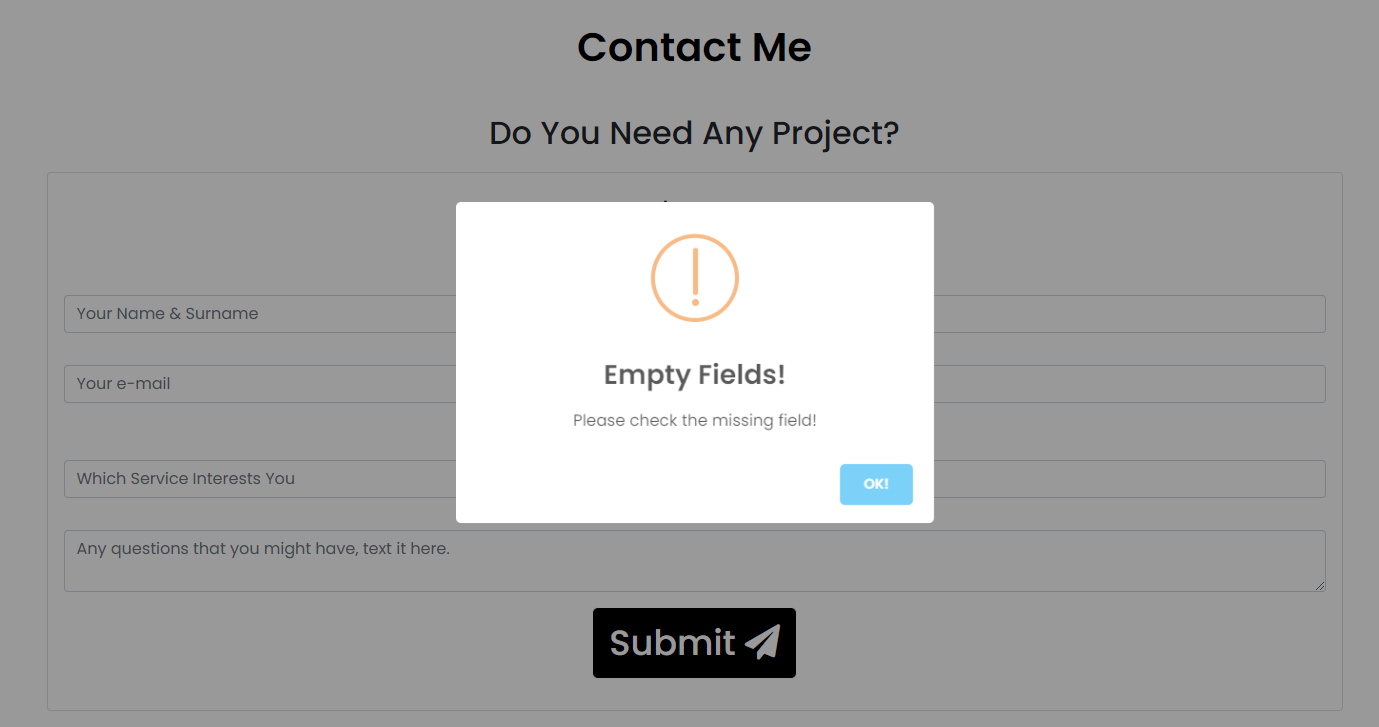 Contact Me
Do You Need Any Project?
Your Name & Surname
Your e-mail
Empty Fields!
Please check the missing field!
Which Service Interests You
OK!
Any questions that you might have, text it here.
Submit